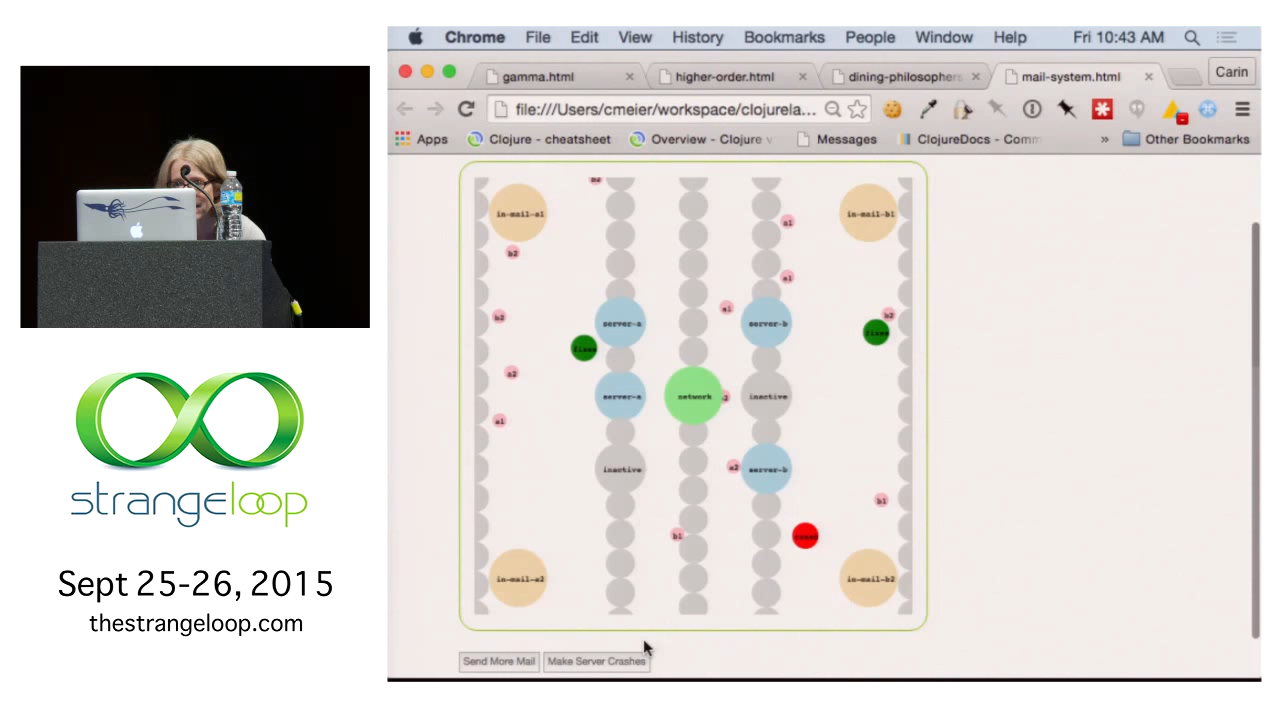 Chrome File Edit View History Bookmarks People Window Help Fri 10:43 AM
gamma.html higher-order.html dining-philosophers mail-system.html Carin
file:///Users/cmeier/workspace/clojurela...
Apps Clojure - cheatsheet Overview - Clojure v Messages ClojureDocs - Comm » Other Bookmarks
in-mail-a1
in-mail-b1
a1
b2
a1
a1
b2
b2
server-a
server-b
a2
server-a
network
inactive
a1
inactive
a2
server-b
b1
b1
in-mail-a2
in-mail-b2
Send More Mail Make Server Crashes
strangeloop
Sept 25-26, 2015
thestrangeloop.com